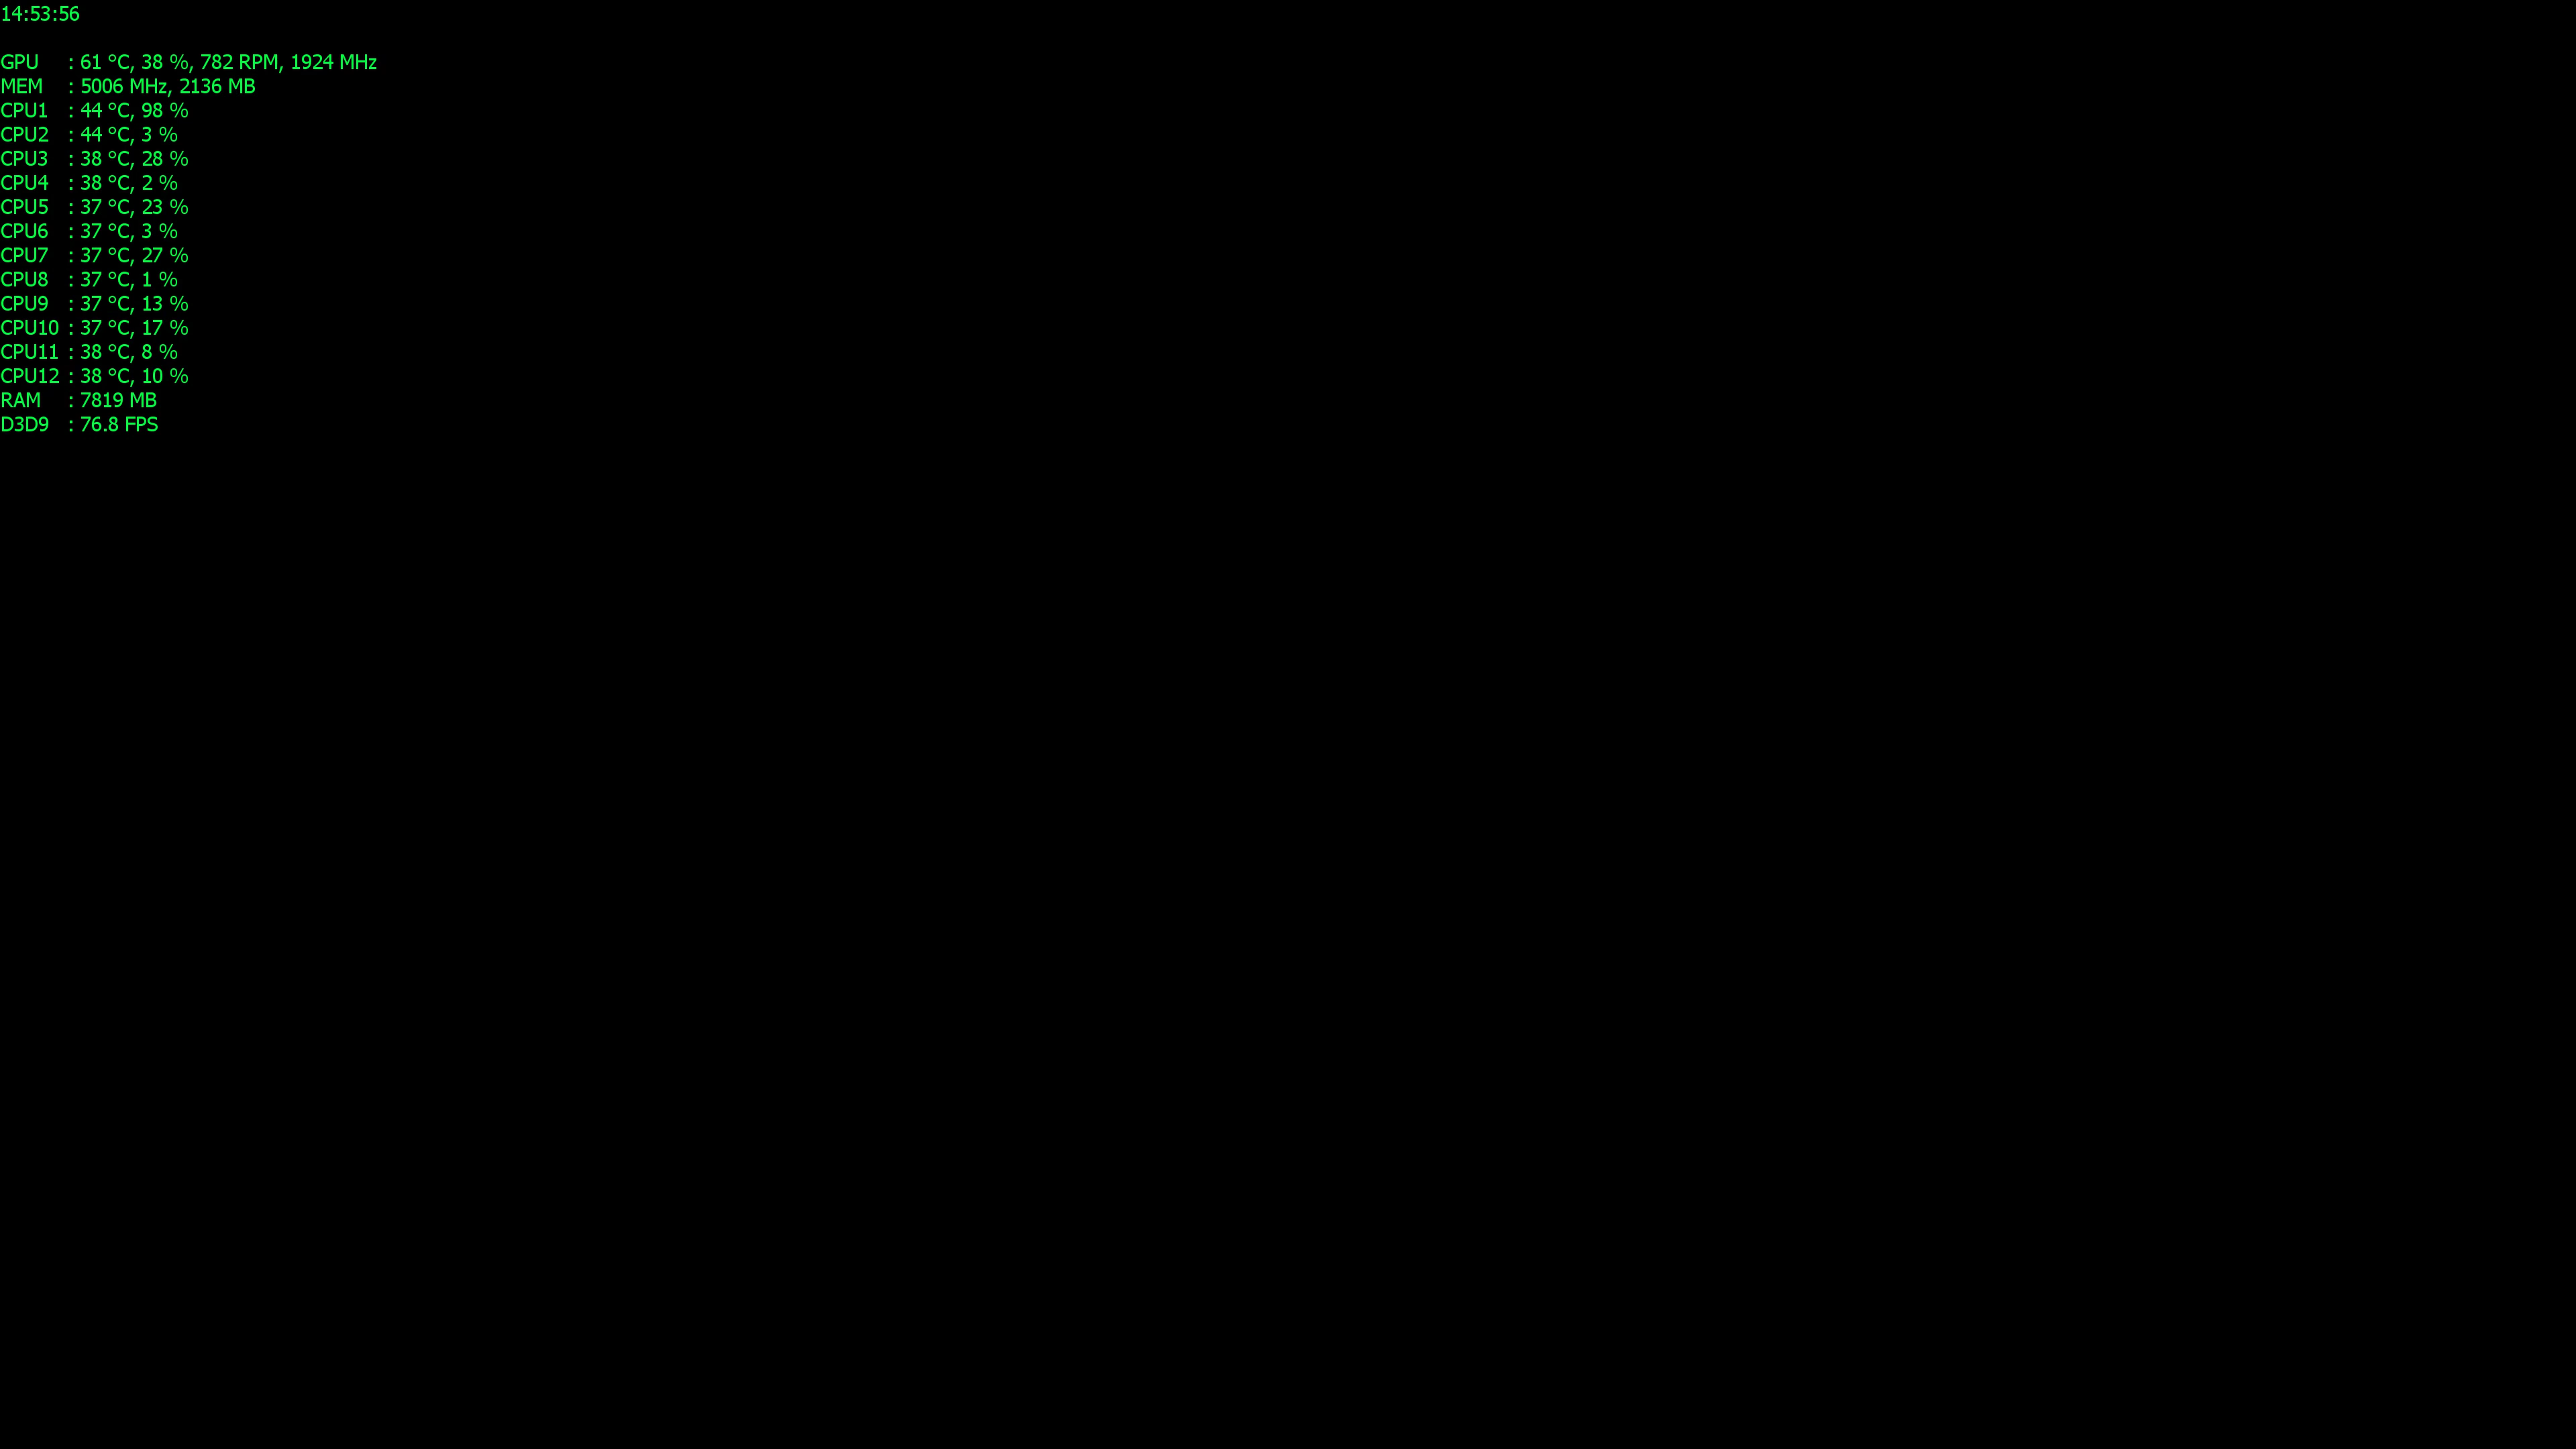 14:53:56
GPU : 61 °C, 38 %, 782 RPM, 1924 MHz
MEM : 5006 MHz, 2136 MB
CPU1 : 44 °C, 98 %
CPU2 : 44 °C, 3 %
CPU3 : 38 °C, 28 %
CPU4 : 38 °C, 2 %
CPU5 : 37 °C, 23 %
CPU6 : 37 °C, 3 %
CPU7 : 37 °C, 27 %
CPU8 : 37 °C, 1 %
CPU9 : 37 °C, 13 %
CPU10 : 37 °C, 17 %
CPU11 : 38 °C, 8 %
CPU12 : 38 °C, 10 %
RAM : 7819 MB
D3D9 : 76.8 FPS